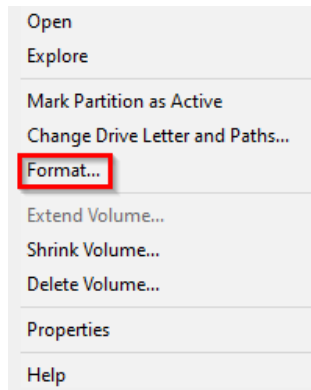 Open
Explore
Mark Partition as Active
Change Drive Letter and Paths...
Format...
Extend Volume...
Shrink Volume...
Delete Volume...
Properties
Help